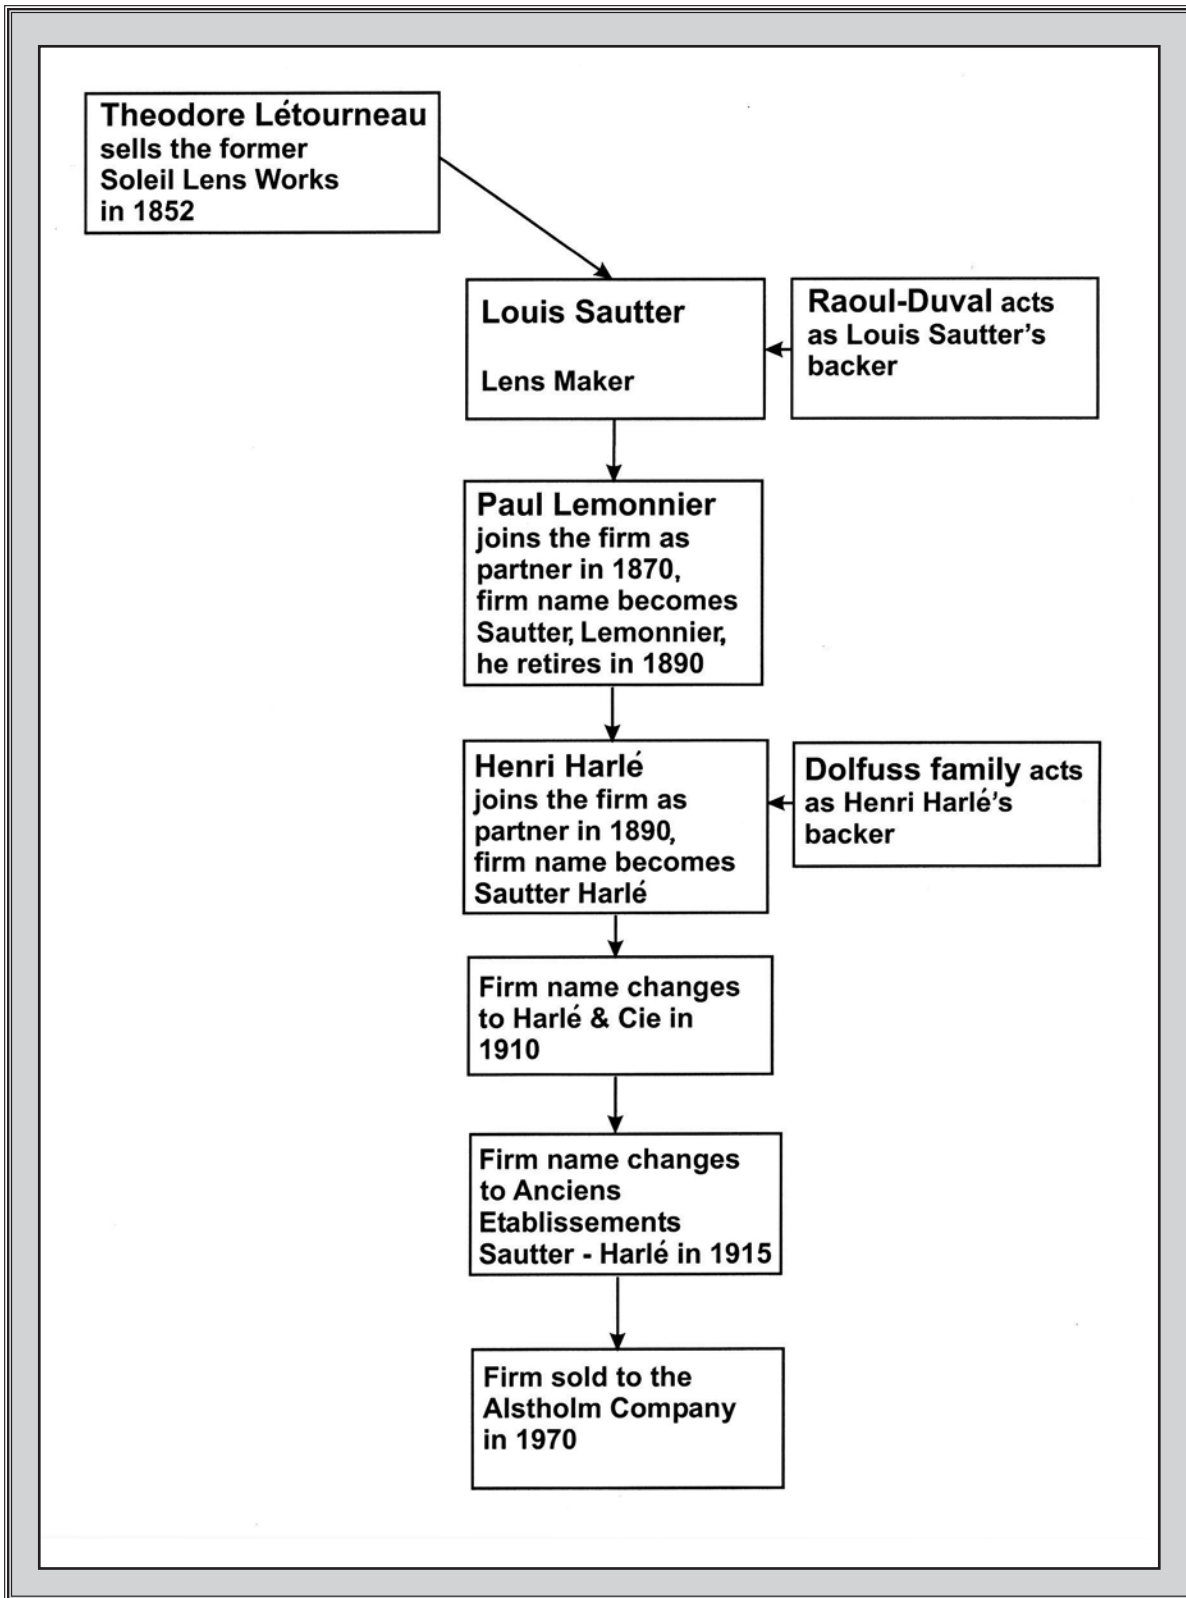 Theodore Létourneau
sells the former
Soleil Lens Works
in 1852
Louis Sautter
Lens Maker
Raoul-Duval acts
as Louis Sautter's
backer
Paul Lemonnier
joins the firm as
partner in 1870,
firm name becomes
Sautter, Lemonnier,
he retires in 1890
Henri Harlé
joins the firm as
partner in 1890,
firm name becomes
Sautter Harlé
Dolfuss family acts
as Henri Harlé's
backer
Firm name changes
to Harlé & Cie in
1910
Firm name changes
to Anciens
Etablissements
Sautter - Harlé in 1915
Firm sold to the
Alstholm Company
in 1970